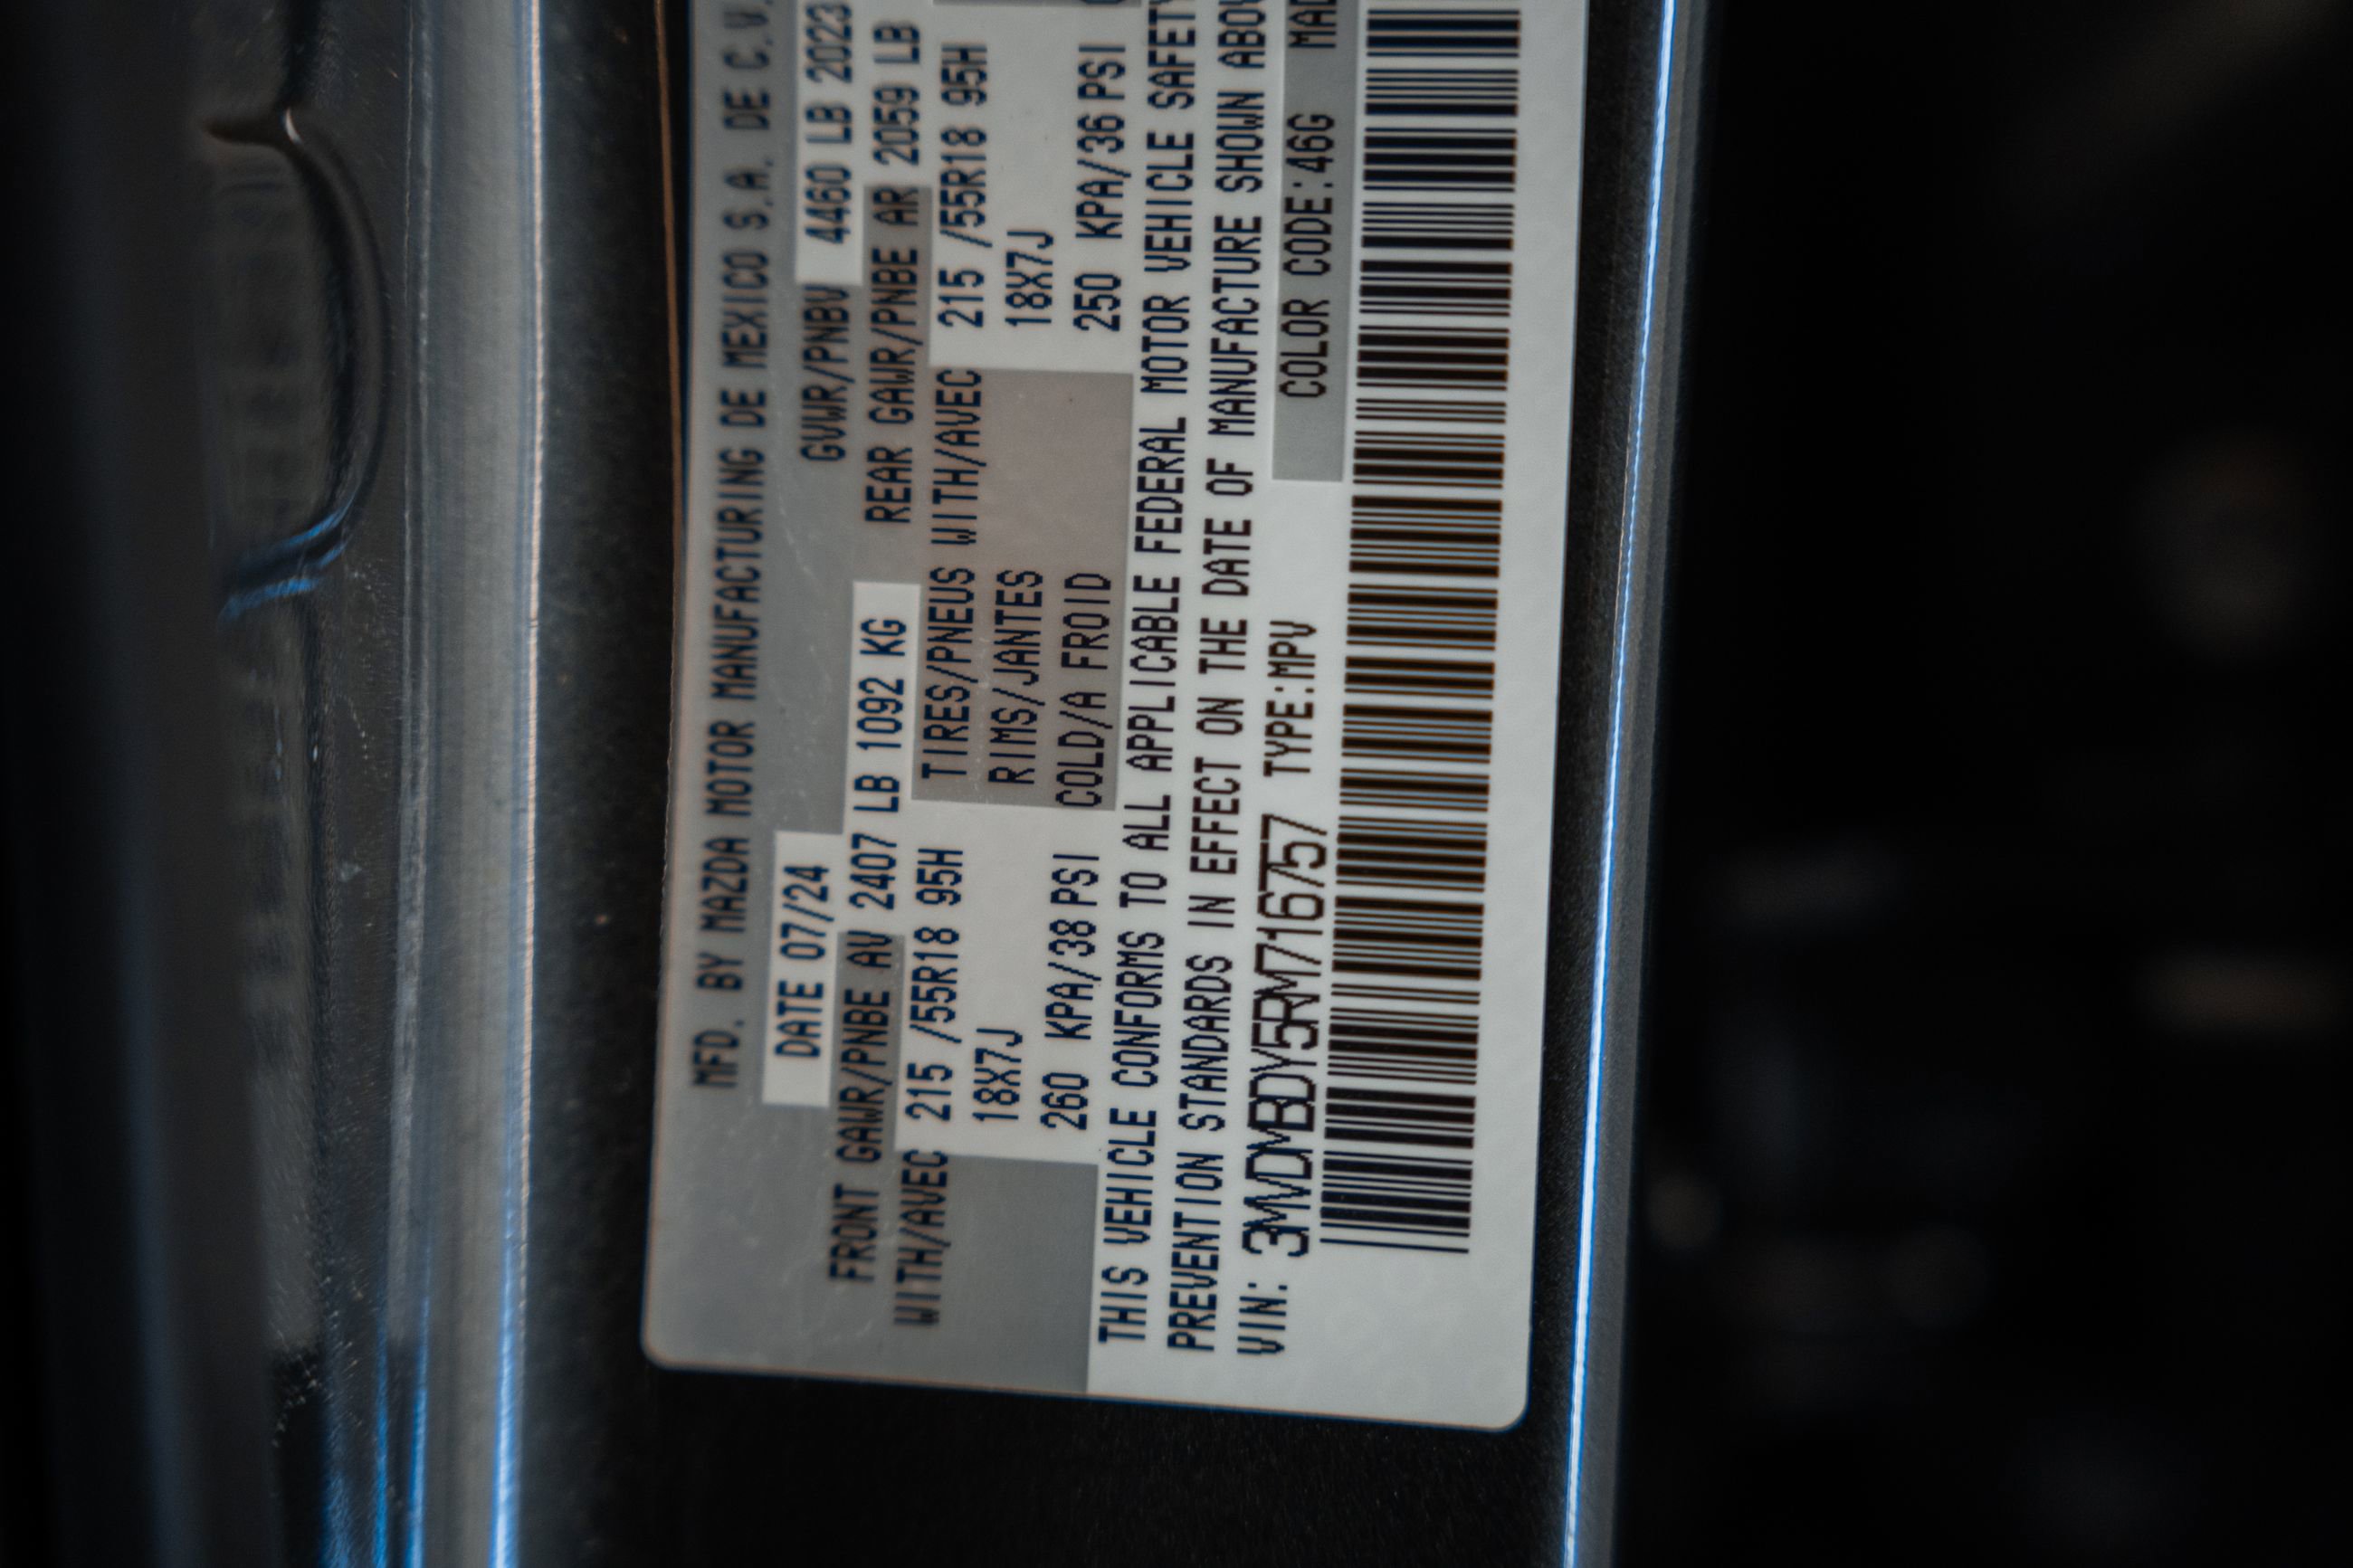 MFD. BY MAZDA MOTOR MANUFACTURING DE MEXICO S.A. DE C.V.
DATE 07/24 GVWR/PNBV 4460 LB 2023
FRONT GAWR/PNBE AV 2407 LB 1092 KG REAR GAWR/PNBE AR 2059 LB
WITH/AVEC 215 /55R18 95H TIRES/PNEUS WITH/AVEC 215 /55R18 95H
18X7J RIMS/JANTES 18X7J
260 KPA/38 PSI COLD/A FROID 250 KPA/36 PSI
THIS VEHICLE CONFORMS TO ALL APPLICABLE FEDERAL MOTOR VEHICLE SAFETY
PREVENTION STANDARDS IN EFFECT ON THE DATE OF MANUFACTURE SHOWN ABOV
VIN: 3MVDMBDY5RM716757 TYPE:MPV COLOR CODE:46G MAD